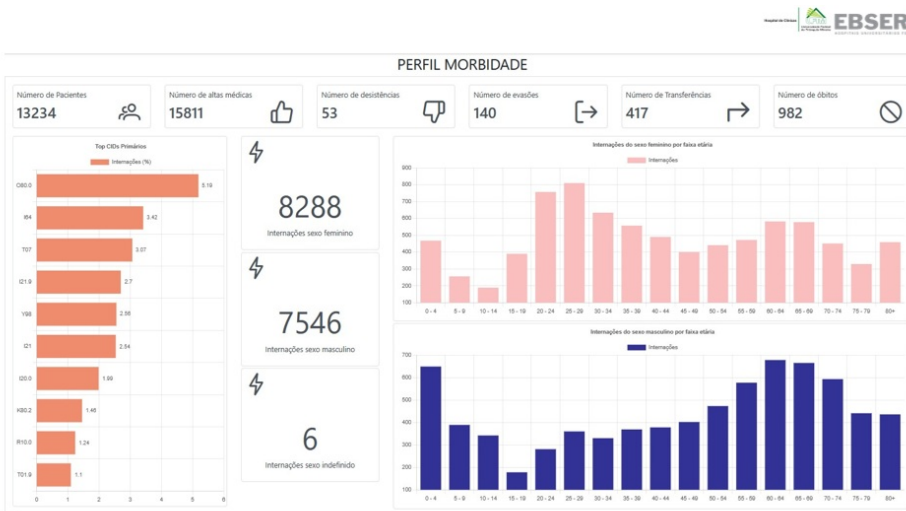 Hospital de Clínicas
EBSER
PERFIL MORBIDADE
Número de Pacientes
13234
Número de altas médicas
15811
Número de desistências
53
Número de evasões
140
Número de Transferências
417
Número de óbitos
982
Top CIDs Primários
Internações (%)
O80.0
5.19
I64
3.42
T07
3.07
I21.9
2.7
Y98
2.58
I21
2.54
I20.0
1.99
K80.2
1.46
R10.0
1.24
T01.9
1.1
0 1 2 3 4 5 6
8288
Internações sexo feminino
7546
Internações sexo masculino
6
Internações sexo indefinido
Internações do sexo feminino por faixa etária
Internações
900
800
700
600
500
400
300
200
100
0 - 4 5 - 9 10 - 14 15 - 19 20 - 24 25 - 29 30 - 34 35 - 39 40 - 44 45 - 49 50 - 54 55 - 59 60 - 64 65 - 69 70 - 74 75 - 79 80+
Internações do sexo masculino por faixa etária
Internações
700
600
500
400
300
200
100
0 - 4 5 - 9 10 - 14 15 - 19 20 - 24 25 - 29 30 - 34 35 - 39 40 - 44 45 - 49 50 - 54 55 - 59 60 - 64 65 - 69 70 - 74 75 - 79 80+